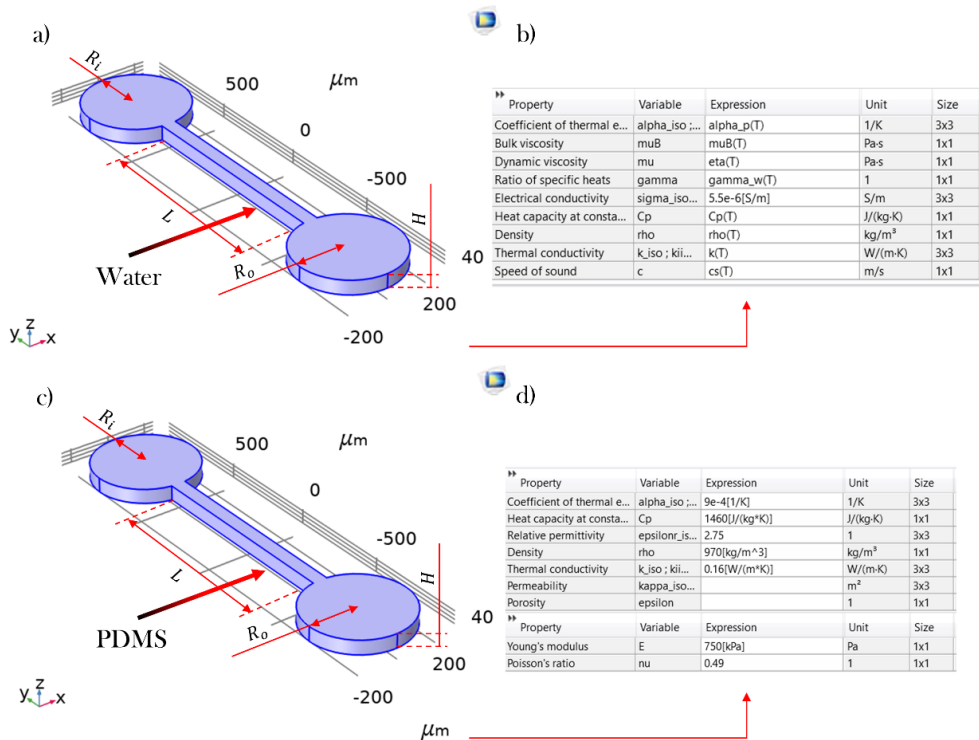 a)
R_i
500
μm
0
-500
L
H
Water
R_o
40
200
-200
z
y
x
b)
Property Variable Expression Unit Size
Coefficient of thermal e... alpha_iso ;... alpha_p(T) 1/K 3x3
Bulk viscosity muB muB(T) Pa·s 1x1
Dynamic viscosity mu eta(T) Pa·s 1x1
Ratio of specific heats gamma gamma_w(T) 1 1x1
Electrical conductivity sigma_iso... 5.5e-6[S/m] S/m 3x3
Heat capacity at consta... Cp Cp(T) J/(kg·K) 1x1
Density rho rho(T) kg/m³ 1x1
Thermal conductivity k_iso ; kii... k(T) W/(m·K) 3x3
Speed of sound c cs(T) m/s 1x1
c)
R_i
500
μm
0
-500
L
H
PDMS
R_o
40
200
-200
μm
z
y
x
d)
Property Variable Expression Unit Size
Coefficient of thermal e... alpha_iso ;... 9e-4[1/K] 1/K 3x3
Heat capacity at consta... Cp 1460[J/(kg*K)] J/(kg·K) 1x1
Relative permittivity epsilonr_is... 2.75 1 3x3
Density rho 970[kg/m^3] kg/m³ 1x1
Thermal conductivity k_iso ; kii... 0.16[W/(m*K)] W/(m·K) 3x3
Permeability kappa_iso... m² 3x3
Porosity epsilon 1 1x1
Property Variable Expression Unit Size
Young's modulus E 750[kPa] Pa 1x1
Poisson's ratio nu 0.49 1 1x1